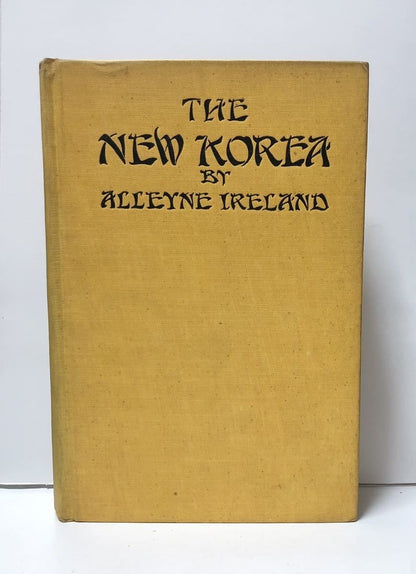 THE
NEW KOREA
BY
ALLEYNE IRELAND